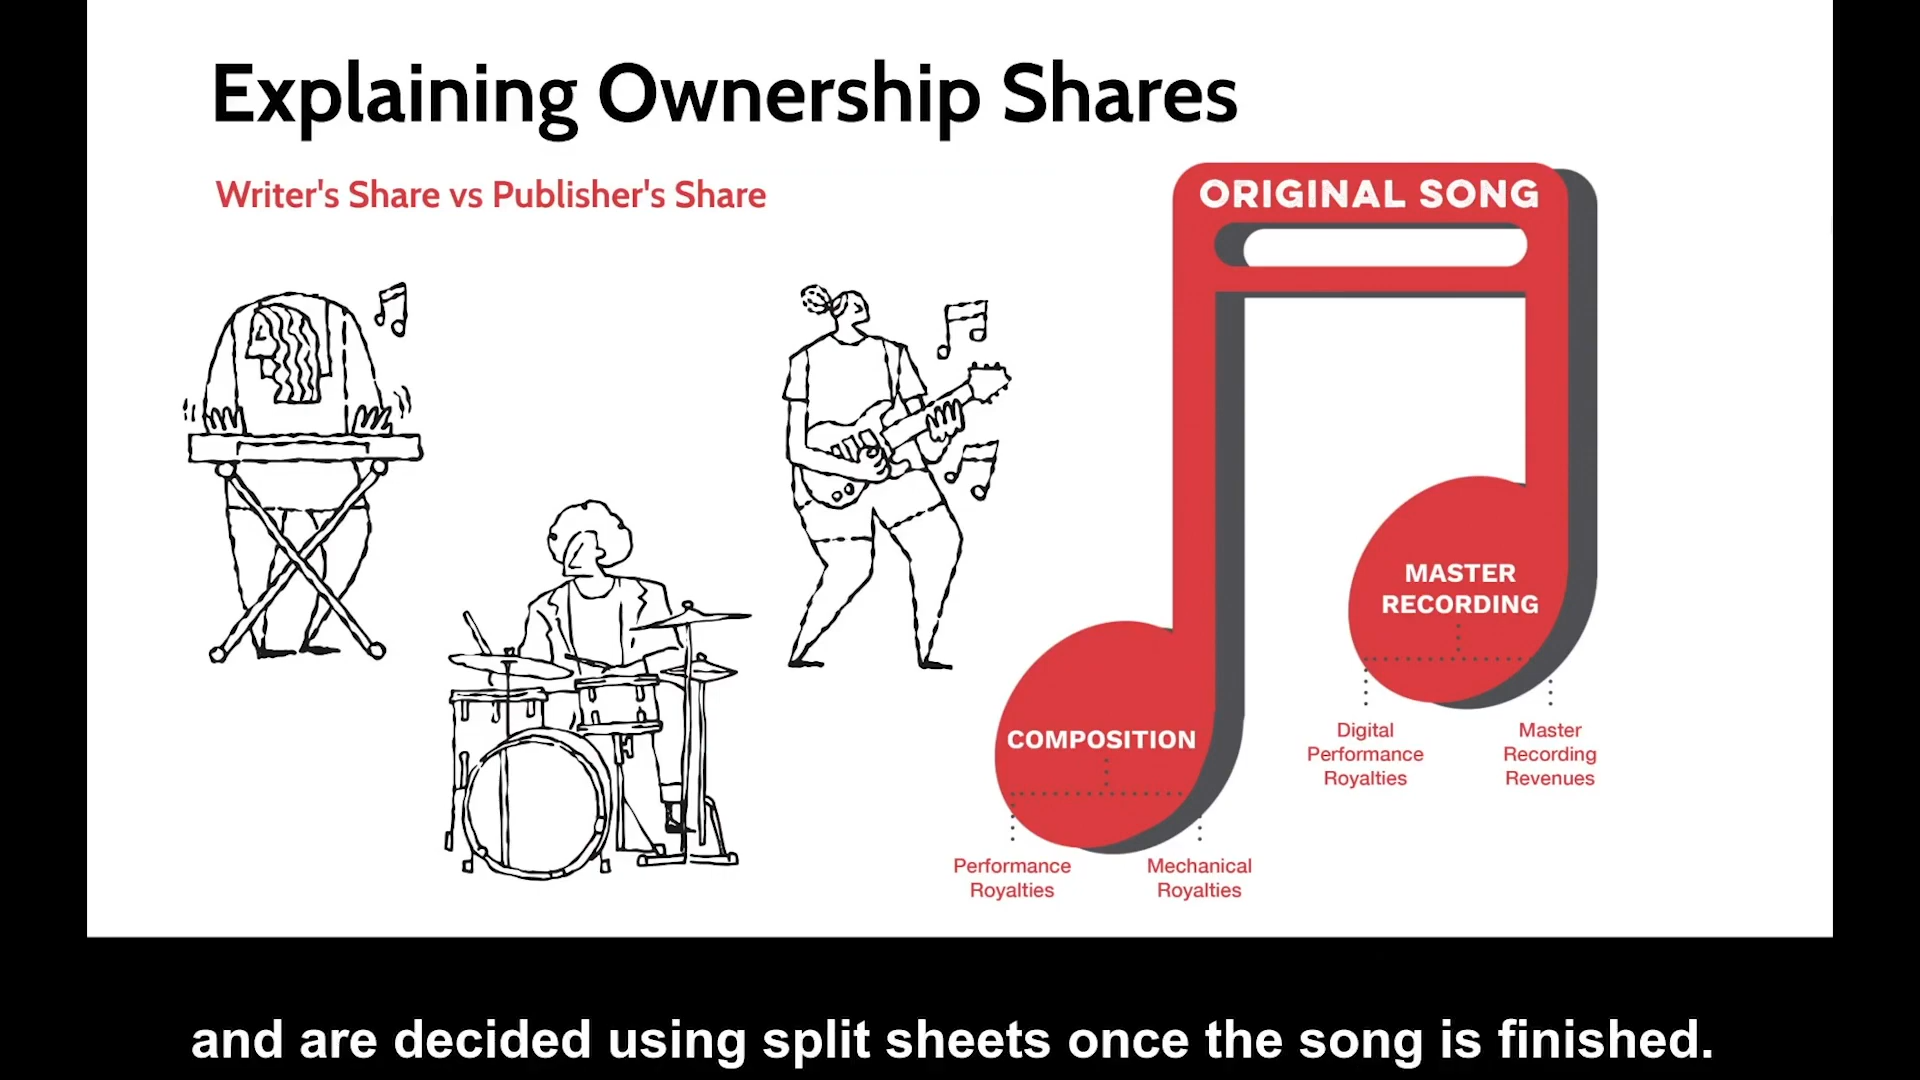 Explaining Ownership Shares
Writer's Share vs Publisher's Share
ORIGINAL SONG
MASTER
RECORDING
COMPOSITION
Digital
Performance
Royalties
Master
Recording
Revenues
Performance
Royalties
Mechanical
Royalties
and are decided using split sheets once the song is finished.